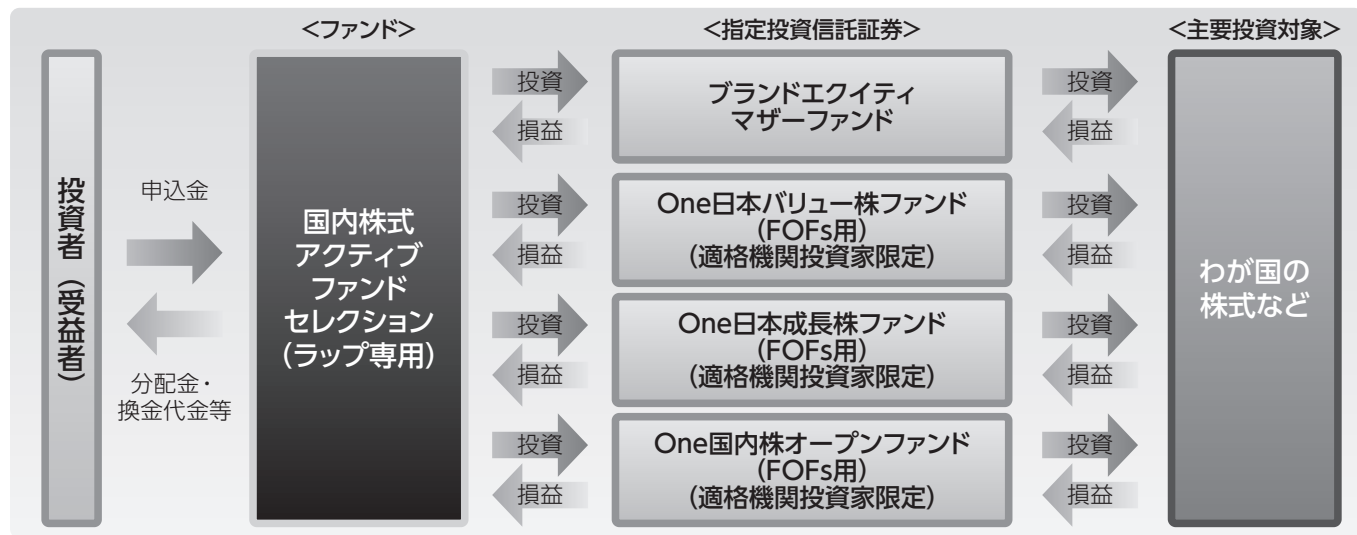 ＜ファンド＞
＜指定投資信託証券＞
＜主要投資対象＞
投資者（受益者）
申込金
分配金・
換金代金等
国内株式
アクティブ
ファンド
セレクション
（ラップ専用）
投資
損益
ブランドエクイティ
マザーファンド
投資
損益
投資
損益
One日本バリュー株ファンド
（FOFs用）
（適格機関投資家限定）
投資
損益
投資
損益
One日本成長株ファンド
（FOFs用）
（適格機関投資家限定）
投資
損益
投資
損益
One国内株オープンファンド
（FOFs用）
（適格機関投資家限定）
投資
損益
わが国の
株式など